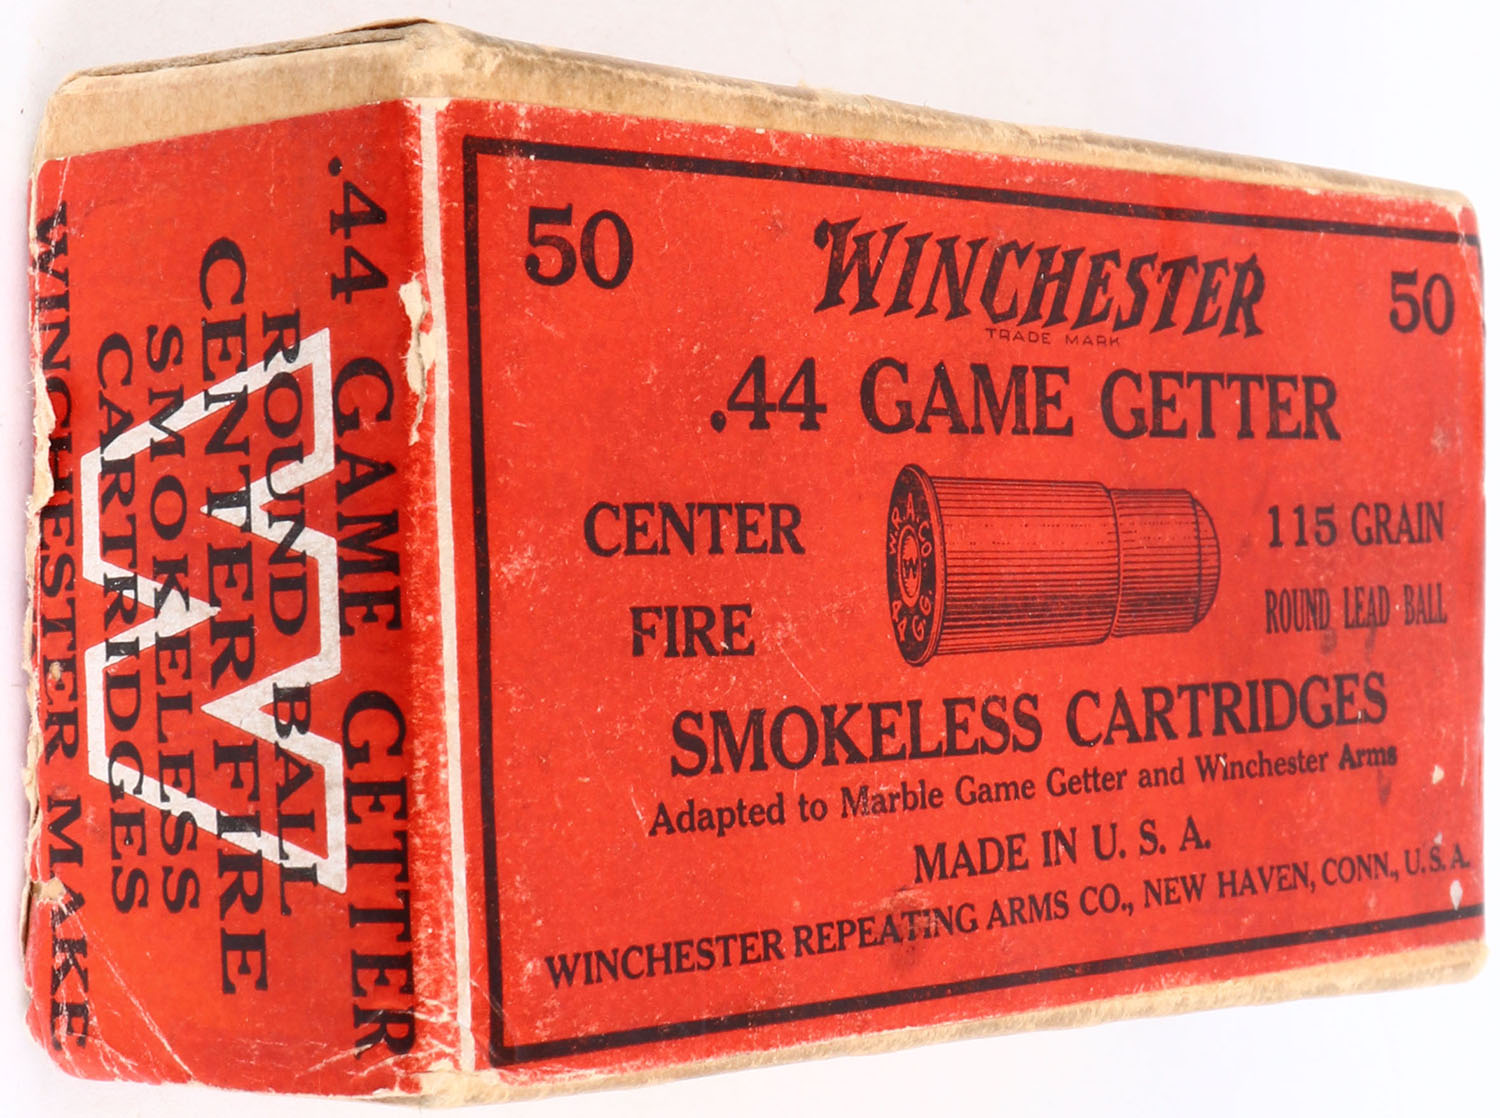 50 WINCHESTER 50
TRADE MARK
.44 GAME GETTER
CENTER
FIRE
W.R.A.CO.
W
44 G G
115 GRAIN
ROUND LEAD BALL
SMOKELESS CARTRIDGES
Adapted to Marble Game Getter and Winchester Arms
MADE IN U. S. A.
WINCHESTER REPEATING ARMS CO., NEW HAVEN, CONN., U.S.A.
.44 GAME GETTER
ROUND BALL
CENTER FIRE
SMOKELESS
CARTRIDGES
WINCHESTER MAKE
W